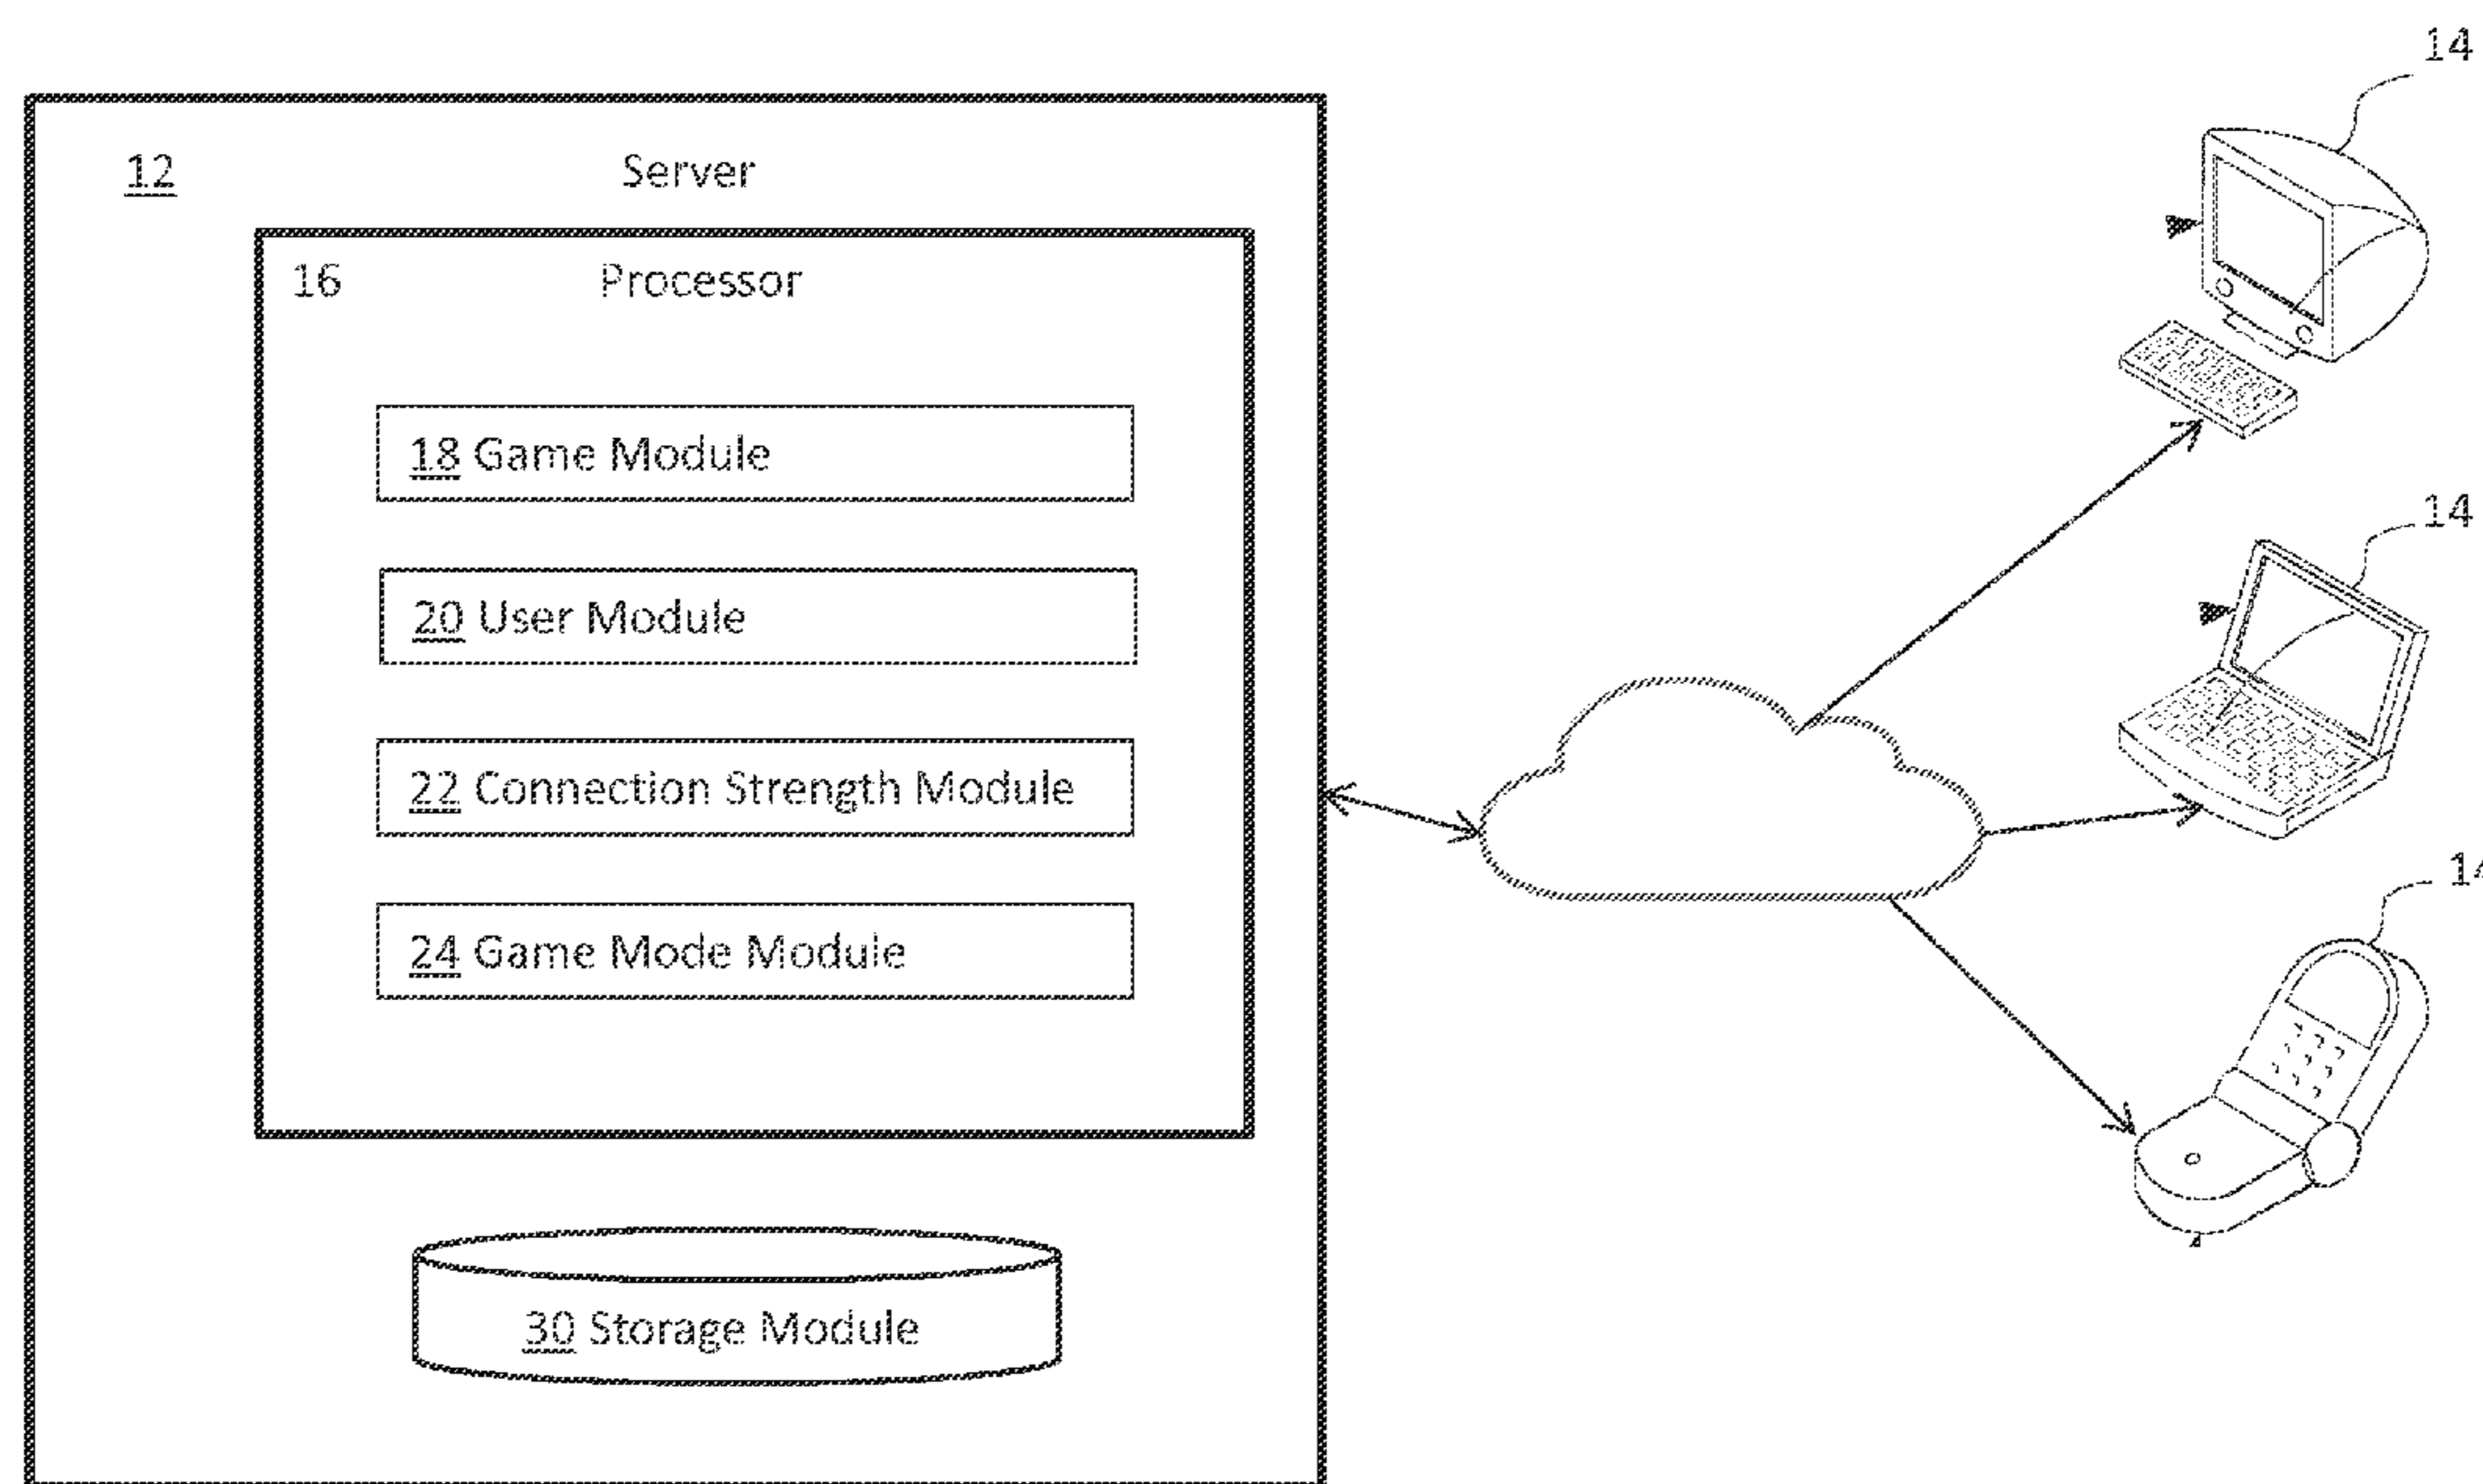 14
12 Server
16 Processor
18 Game Module
20 User Module
14
22 Connection Strength Module
14
24 Game Mode Module
30 Storage Module